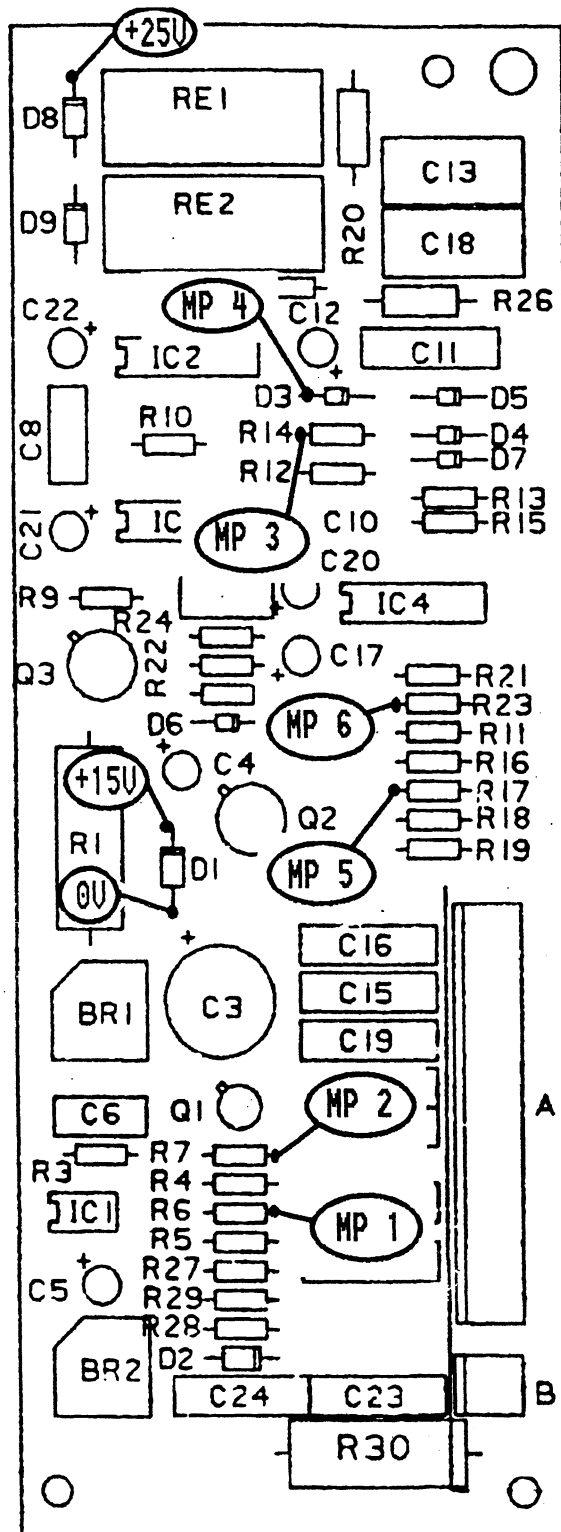 +25V
RE1
D8
C13
RE2
D9
R20
C18
MP 4
C22
C12
R26
IC2
C11
D3
D5
C8
R10
R14
D4
R12
D7
R13
C21
IC
MP 3
C10
R15
C20
R9
IC4
R24
Q3
R22
C17
R21
R23
D6
MP 6
R11
C4
R16
+15V
R17
Q2
R18
R1
D1
MP 5
R19
0V
C16
C15
BR1
C3
C19
C6
Q1
MP 2
A
R3
R7
R4
IC1
R6
MP 1
R5
R27
C5
R29
R28
D2
BR2
C24
C23
B
R30